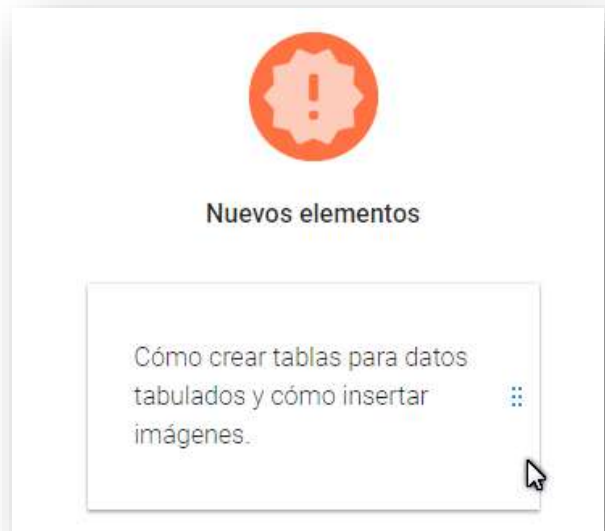 Nuevos elementos
Cómo crear tablas para datos
tabulados y cómo insertar
imágenes.